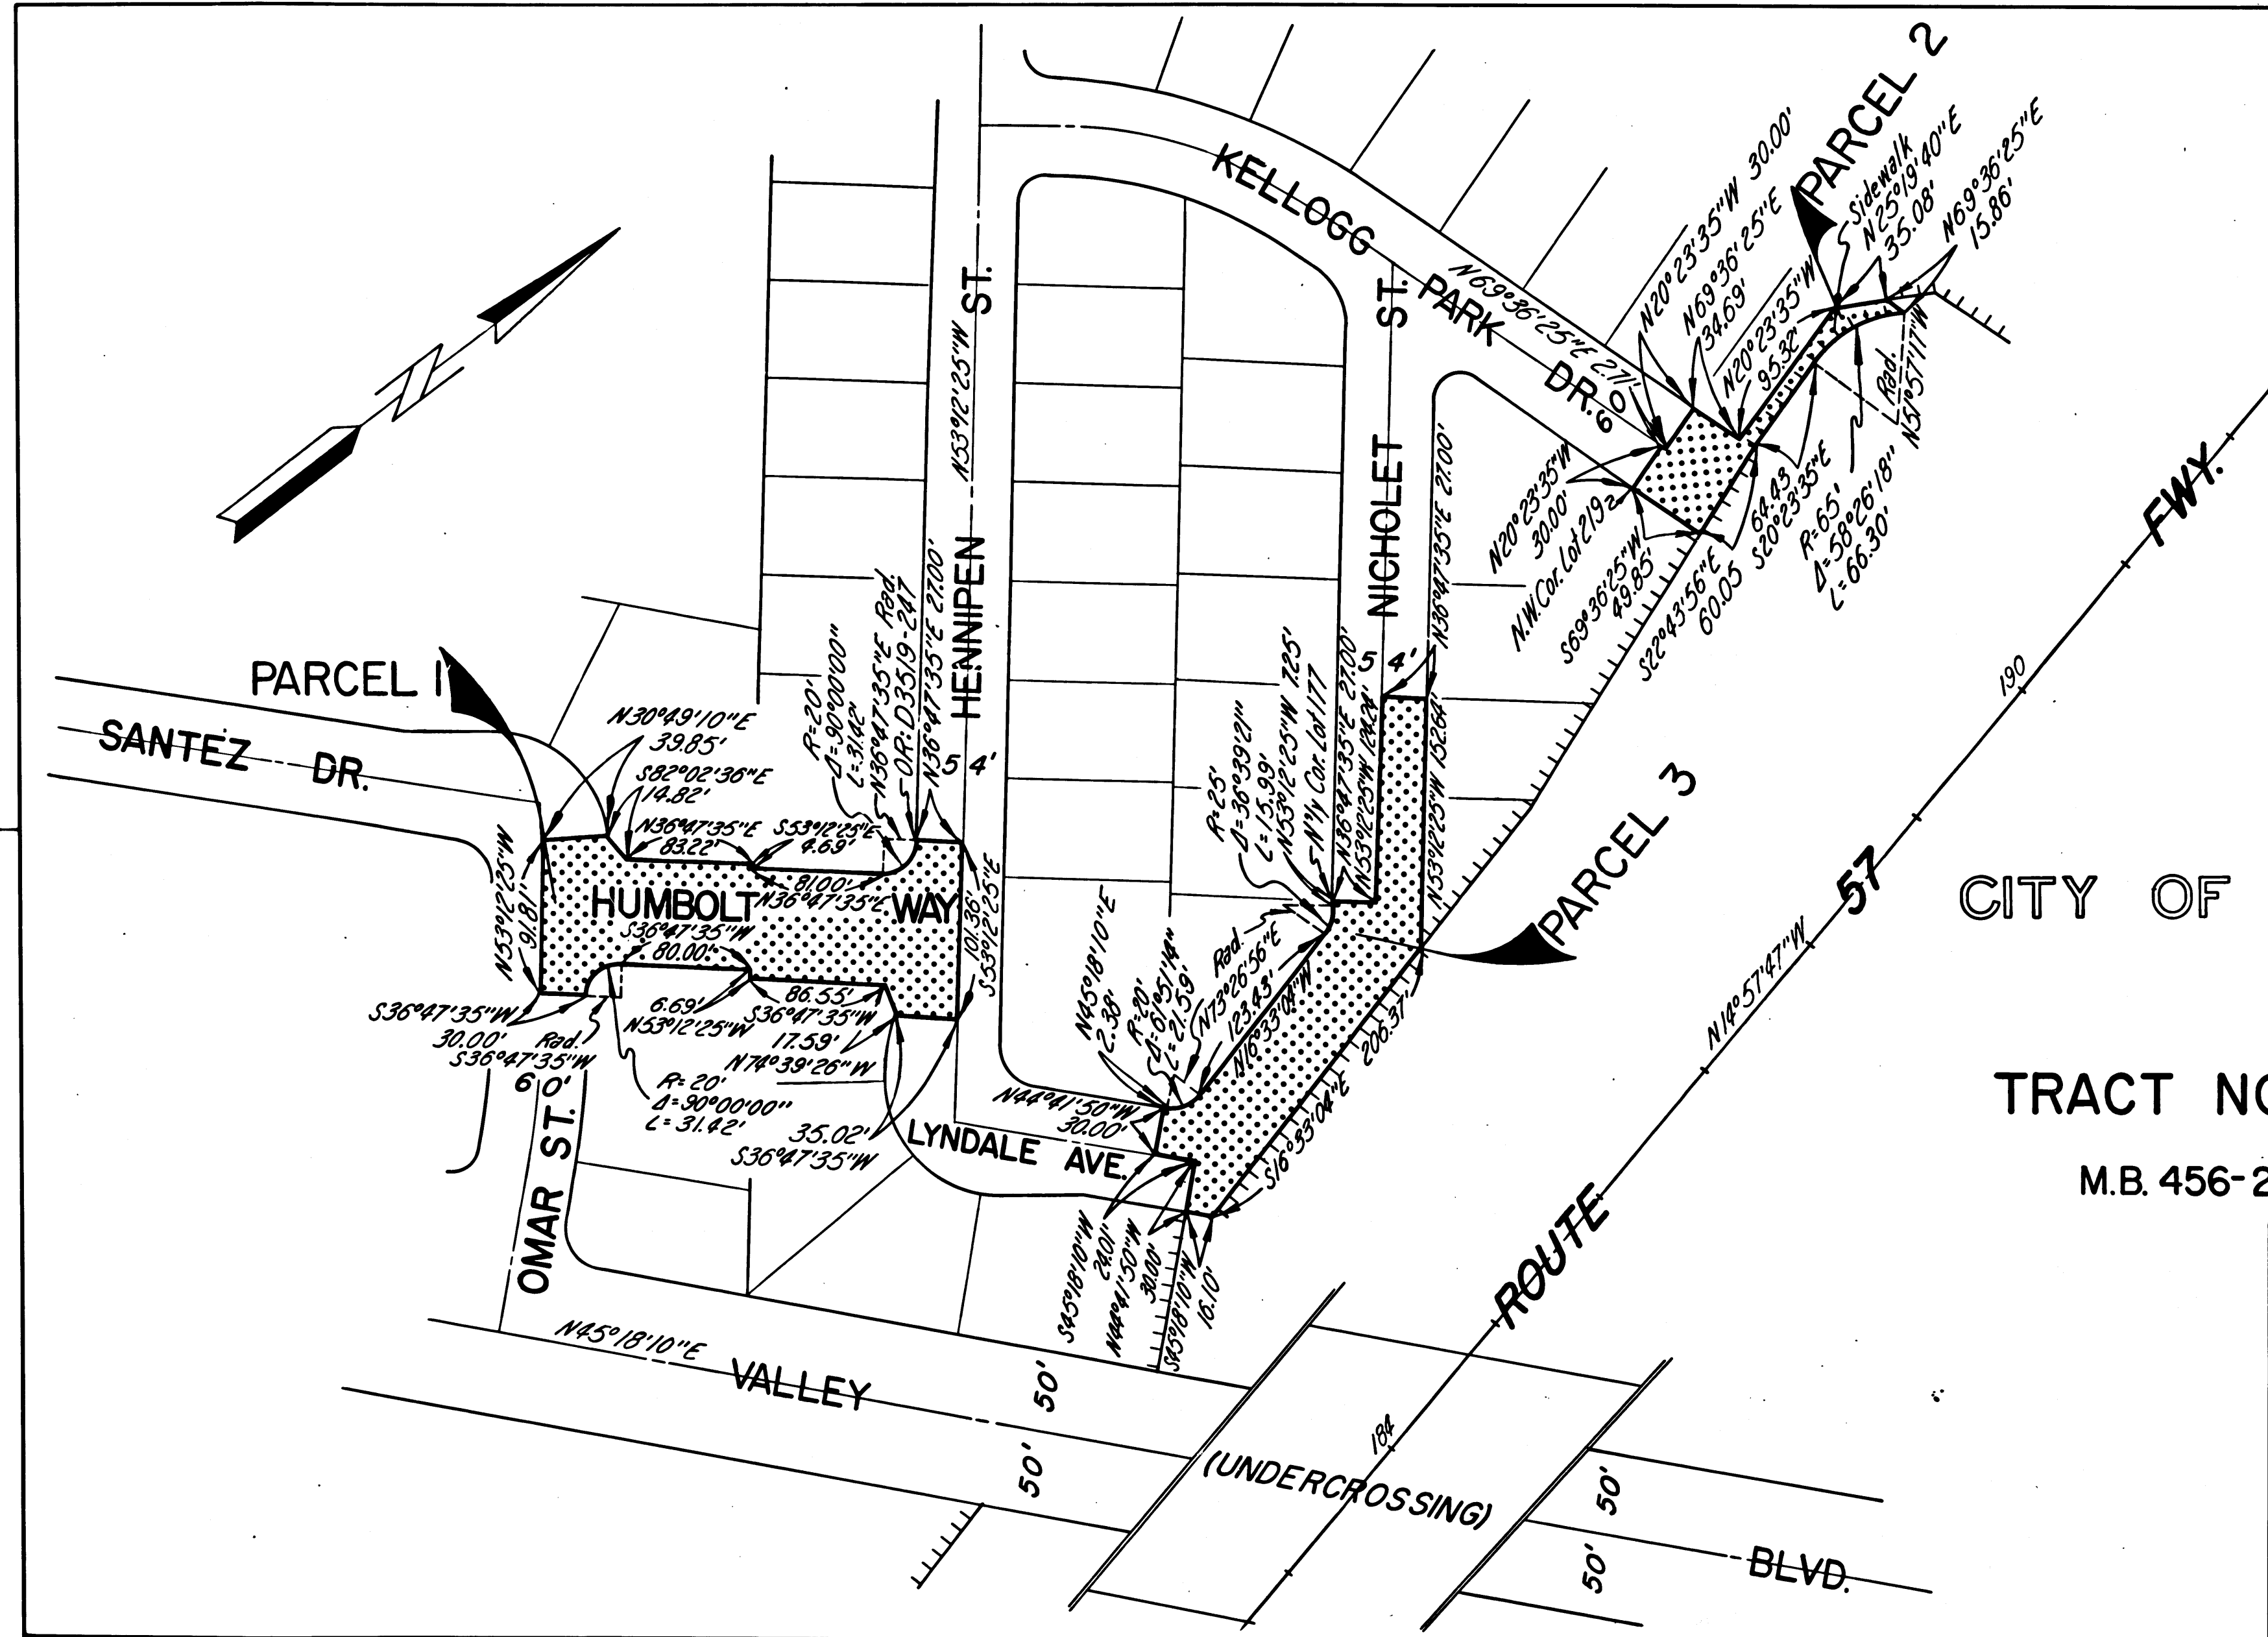 PARCEL 2
KELLOGG PARK DR.
N69°36'25"E 2.71'
60'
N20°23'35"W 30.00'
N69°36'25"E
34.69'
N20°23'35"W
95.32'
Sidewalk
N25°19'40"E
35.08'
N69°36'25"E
15.86'
Rad.
N51°57'17"W
N20°23'35"W
30.00'
N.W. Cor. Lot 219
S69°36'25"W
49.85'
S22°43'56"E
60.05
64.43
S20°23'35"E
R=65'
Δ=58°26'18"
L=66.30'
N
N53°12'25"W
HENNIPEN ST.
54'
NICHOLET ST.
54'
N36°47'35"E 27.00'
PARCEL 1
SANTEZ DR.
N30°49'10"E
39.85'
S82°02'36"E
14.82'
N36°47'35"E
83.22'
S53°12'25"E
4.69'
R=20'
Δ=90°00'00"
L=31.42'
N36°47'35"E Rad.
O.R. D3519-247
N36°47'35"E 27.00'
81.00'
N36°47'35"E
HUMBOLT WAY
S36°47'35"W
80.00'
N53°12'25"W
91.81'
101.36'
S53°12'25"E
S36°47'35"W
30.00'
Rad.
S36°47'35"W
6.69'
N53°12'25"W
86.55'
S36°47'35"W
17.59'
N74°39'26"W
R=20'
Δ=90°00'00"
L=31.42'
35.02'
S36°47'35"W
60'
OMAR ST.
LYNDALE AVE.
N44°41'50"W
30.00'
N45°18'10"E
2.38'
R=20'
Δ=61°51'14"
L=21.59'
Rad.
N73°26'56"E
123.43'
N16°33'04"W
R=25'
Δ=36°39'21"
L=15.99'
N53°12'25"W 7.25'
N'ly Cor. Lot 177
N36°47'35"E 27.00'
N53°12'25"W 124.24'
N53°12'25"W 152.64'
PARCEL 3
206.37'
S16°33'04"E
S45°18'10"W
24.01'
N44°41'50"W
30.00'
S45°18'10"W
16.10'
N45°18'10"E
VALLEY BLVD.
50'
50'
(UNDERCROSSING)
50'
50'
184
190
N14°57'47"W
ROUTE 57 FWY.
CITY OF
TRACT NO
M.B. 456-2